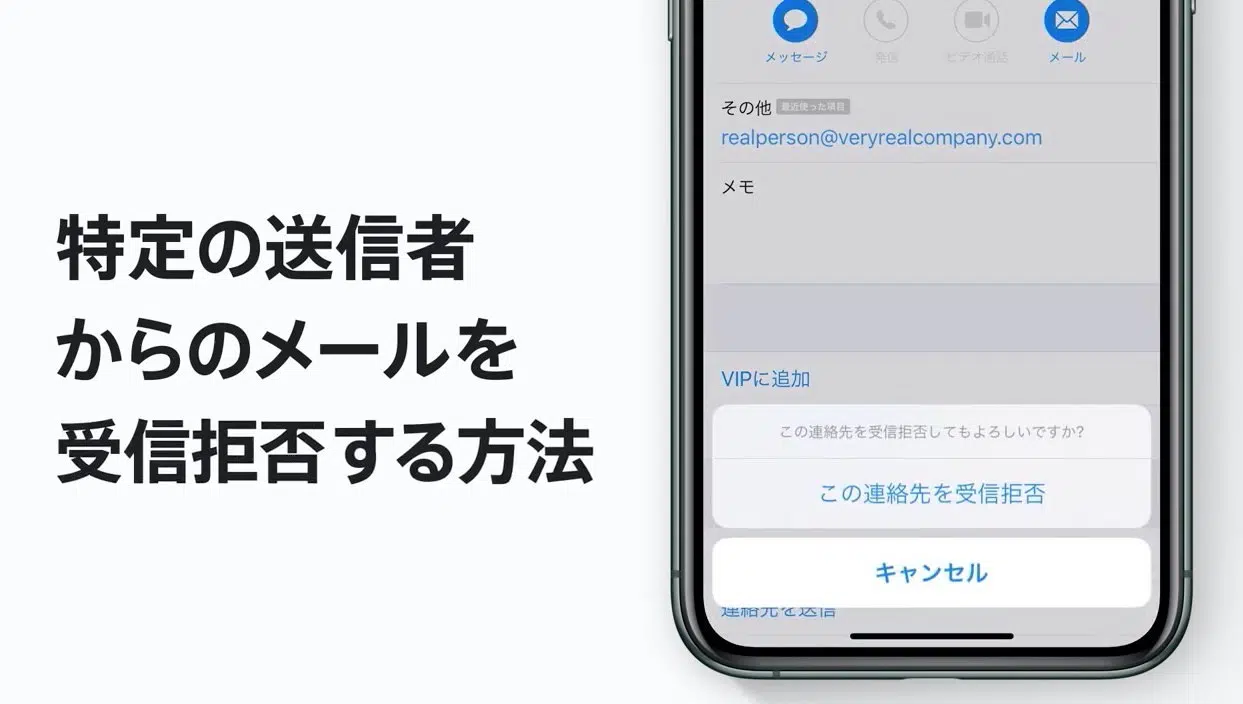 特定の送信者
からのメールを
受信拒否する方法
メッセージ
発信
ビデオ通話
メール
その他 最近使った項目
realperson@veryrealcompany.com
メモ
VIPに追加
この連絡先を受信拒否してもよろしいですか?
この連絡先を受信拒否
キャンセル
連絡先を送信